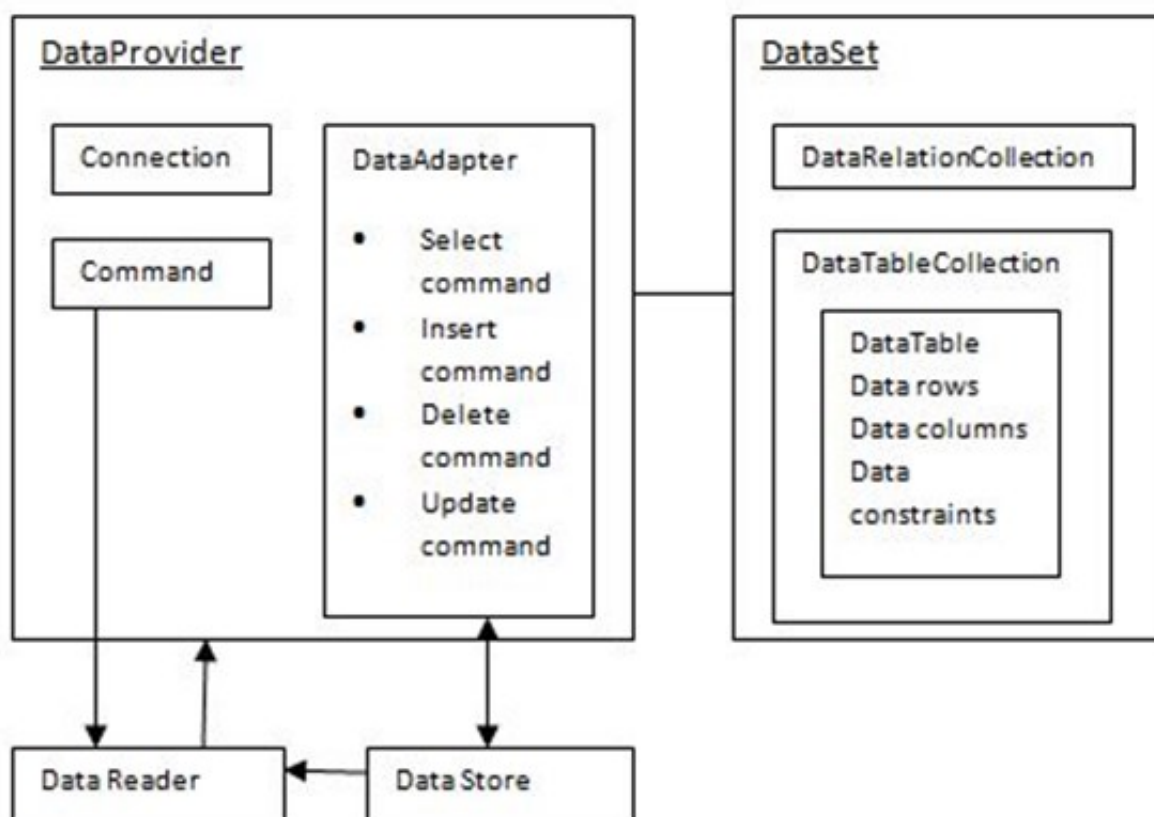 DataProvider
Connection
Command
DataAdapter
• Select
command
• Insert
command
• Delete
command
• Update
command
DataSet
DataRelationCollection
DataTableCollection
DataTable
Data rows
Data columns
Data
constraints
Data Reader
Data Store